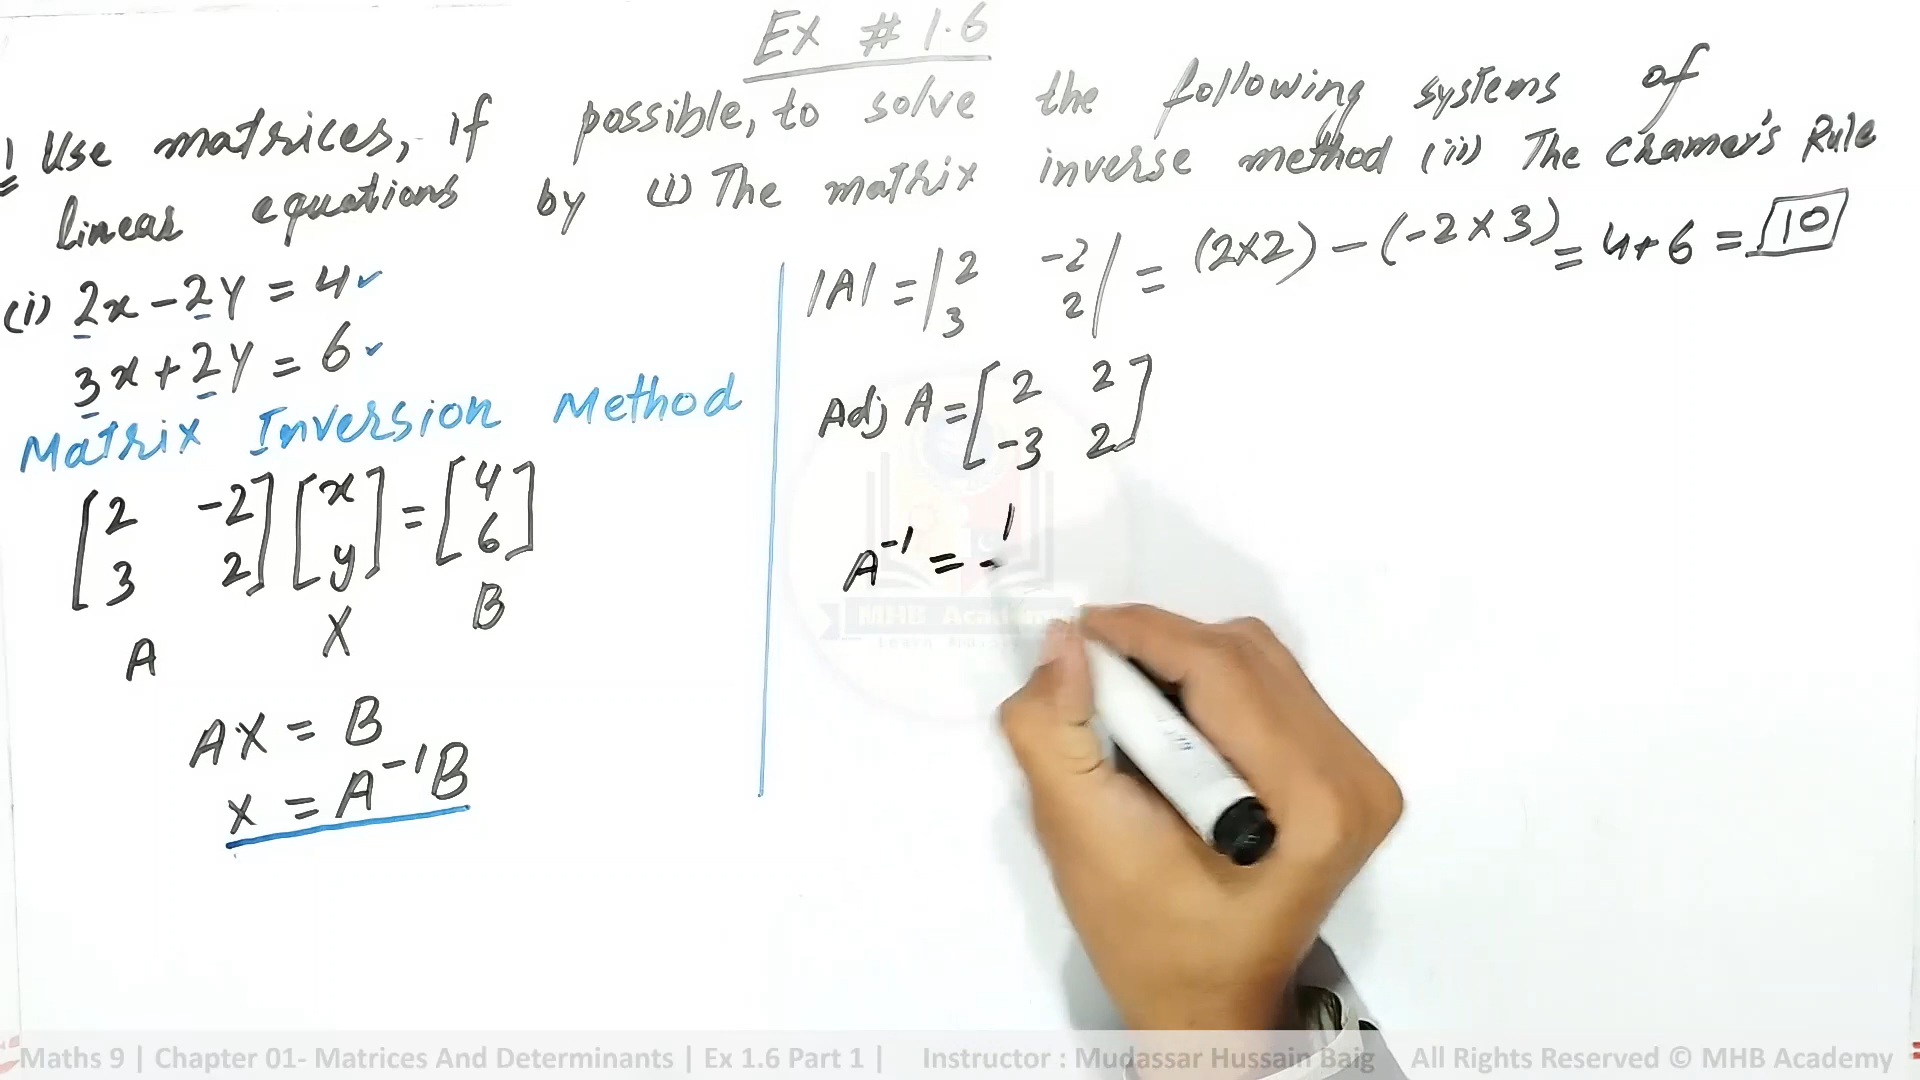 Ex # 1.6
1 Use matrices, if possible, to solve the following systems of
linear equations by (i) The matrix inverse method (ii) The Cramer's Rule
(i) 2x - 2y = 4 ✓
3x + 2y = 6 ✓
Matrix Inversion Method
[2 -2] [x] = [4]
[3 2] [y] [6]
A X B
AX = B
X = A⁻¹B
|A| = |2 -2| = (2×2) - (-2×3) = 4+6 = 10
|3 2|
Adj A = [2 2]
[-3 2]
A⁻¹ = 1
MHB Academ
Maths 9 | Chapter 01- Matrices And Determinants | Ex 1.6 Part 1 | Instructor : Mudassar Hussain Baig All Rights Reserved © MHB Academy